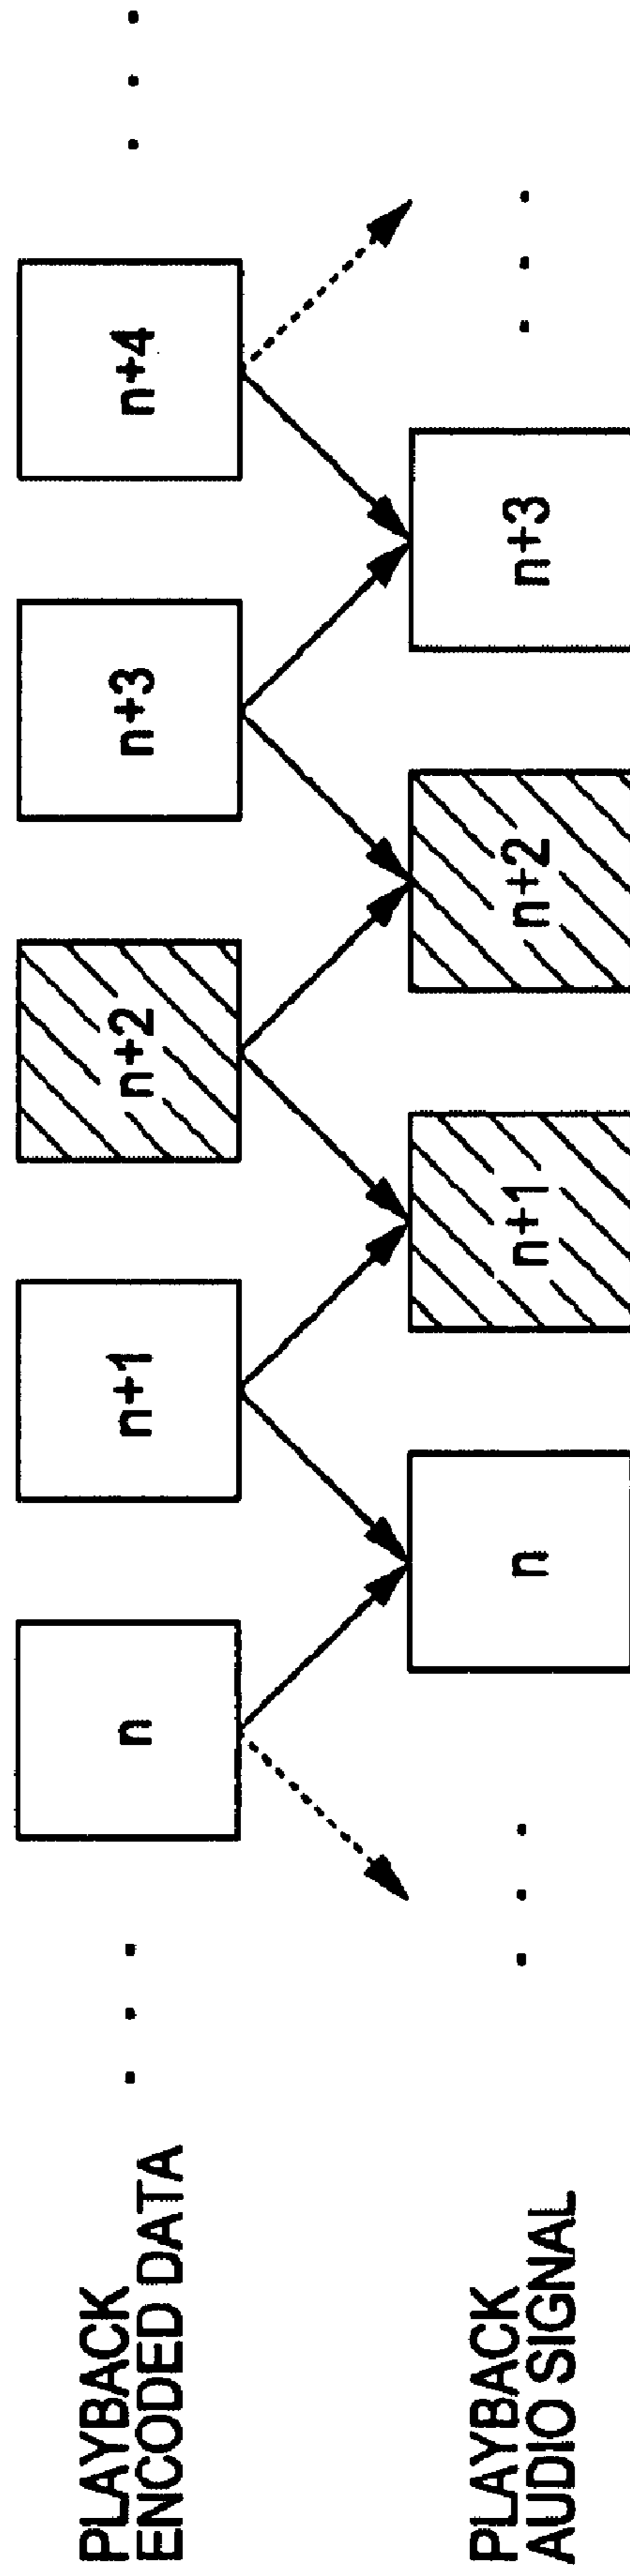 PLAYBACK
ENCODED DATA
n
n+1
n+2
n+3
n+4
PLAYBACK
AUDIO SIGNAL
n
n+1
n+2
n+3